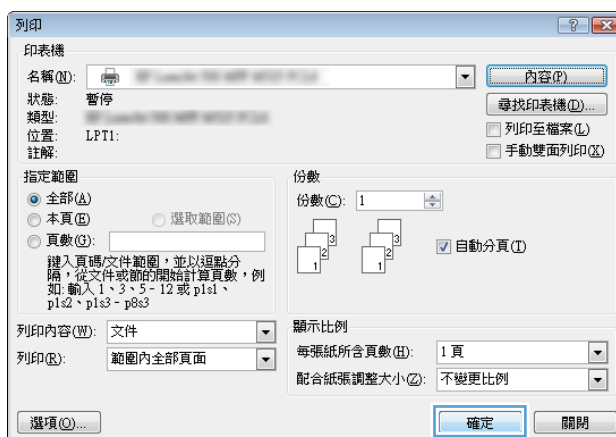 列印
印表機
名稱(N):
內容(P)
狀態: 暫停
尋找印表機(D)...
類型:
位置: LPT1:
列印至檔案(L)
註解:
手動雙面列印(X)
指定範圍
全部(A)
本頁(E) 選取範圍(S)
頁數(G):
鍵入頁碼/文件範圍,並以逗點分
隔,從文件或節的開始計算頁數,例
如: 輸入 1、3、5 - 12 或 p1s1、
p1s2、p1s3 - p8s3
份數
份數(C): 1
1 2 3 1 2 3
自動分頁(T)
列印內容(W): 文件
列印(R): 範圍內全部頁面
顯示比例
每張紙所含頁數(H): 1 頁
配合紙張調整大小(Z): 不變更比例
選項(O)...
確定
關閉